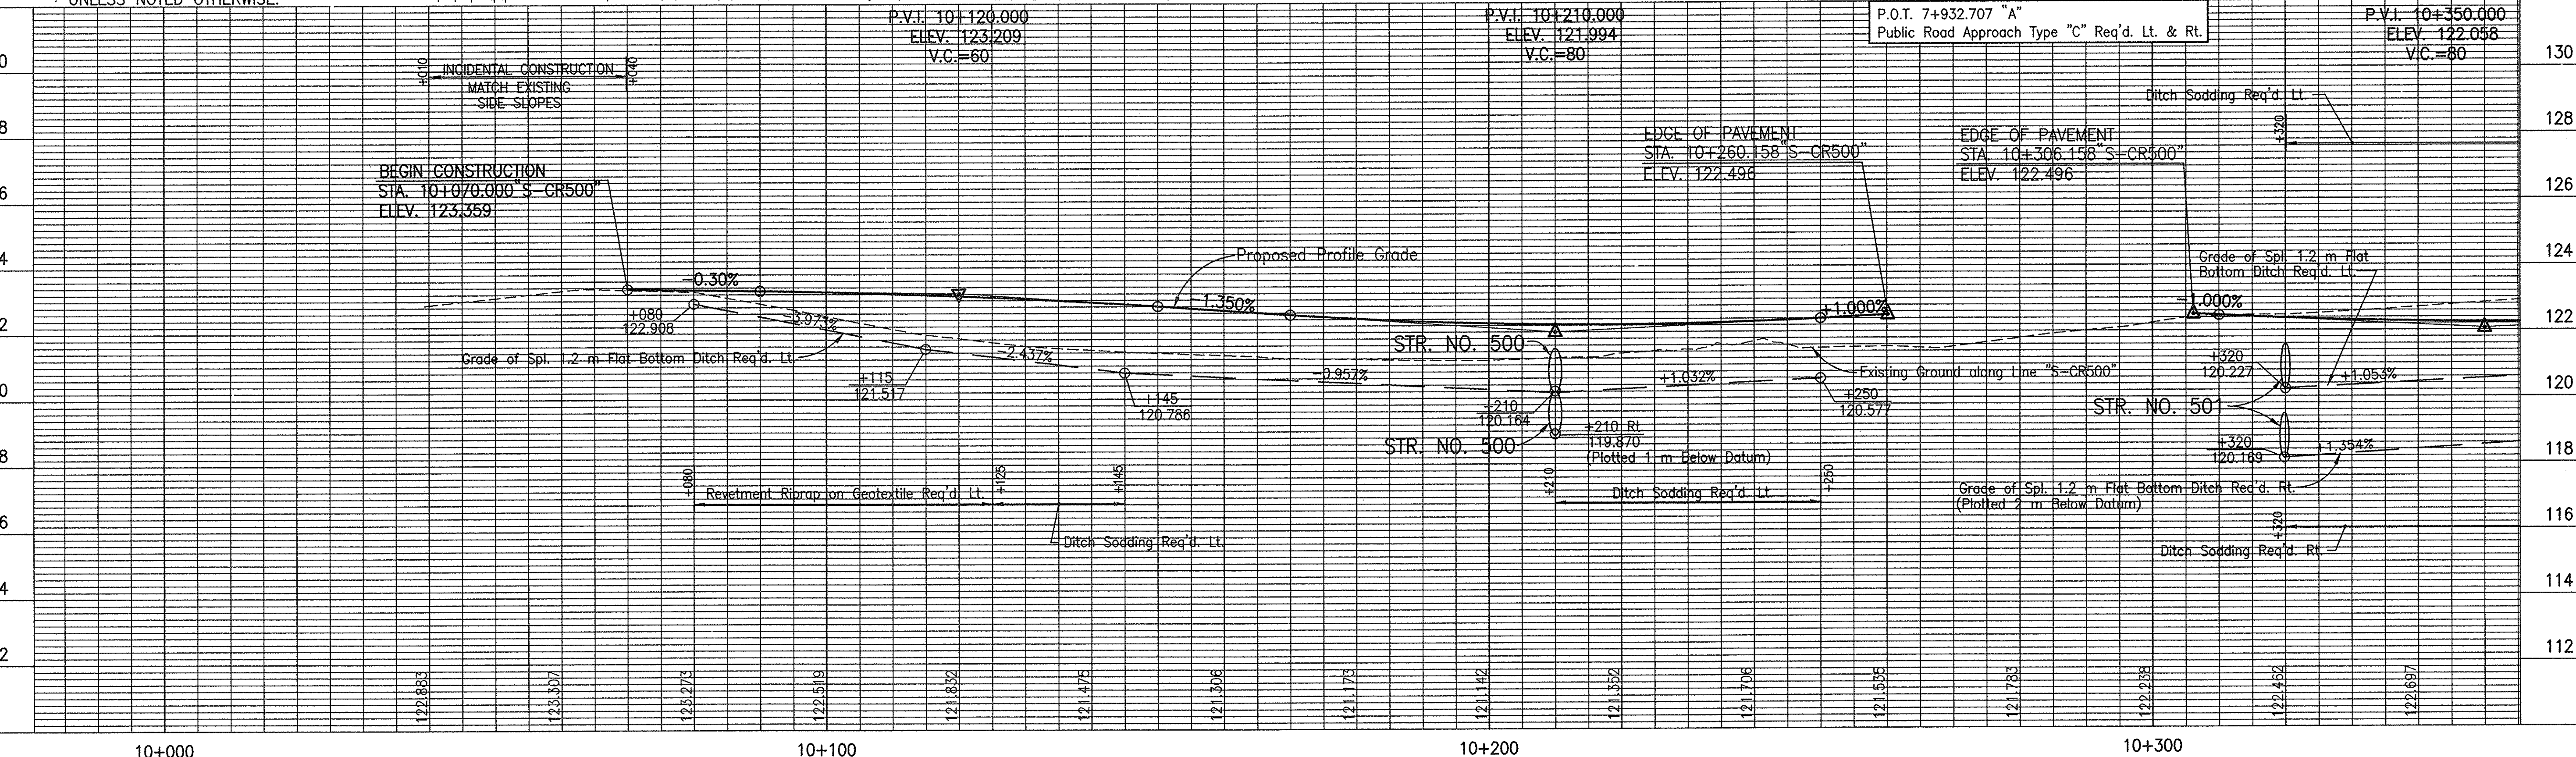 UNLESS NOTED OTHERWISE.
P.V.I. 10+120.000
ELEV. 123.209
V.C.=60
P.V.I. 10+210.000
ELEV. 121.994
V.C.=80
P.O.T. 7+932.707 "A"
Public Road Approach Type "C" Req'd. Lt. & Rt.
P.V.I. 10+350.000
ELEV. 122.058
V.C.=80
0
130
+010
INCIDENTAL CONSTRUCTION
+040
MATCH EXISTING
SIDE SLOPES
Ditch Sodding Req'd. Lt.
8
128
+320
EDGE OF PAVEMENT
STA. 10+260.158 "S-CR500"
ELEV. 122.496
EDGE OF PAVEMENT
STA. 10+306.158 "S-CR500"
ELEV. 122.496
BEGIN CONSTRUCTION
STA. 10+070.000 "S-CR500"
ELEV. 123.359
6
126
4
124
Proposed Profile Grade
Grade of Spl. 1.2 m Flat
Bottom Ditch Req'd. Lt.
-0.30%
-1.350%
+1.000%
-1.000%
2
122
+080
122.908
-3.973%
STR. NO. 500
Grade of Spl. 1.2 m Flat Bottom Ditch Req'd. Lt.
-2.437%
-0.957%
+1.032%
Existing Ground along Line "S-CR500"
+320
120.227
+1.053%
0
120
+115
121.517
+145
120.786
+210
120.164
+250
120.577
STR. NO. 501
+210 Rt.
119.870
(Plotted 1 m Below Datum)
STR. NO. 500
+320
120.169
+1.354%
8
118
+080
Revetment Riprap on Geotextile Req'd. Lt.
+125
+145
+210
Ditch Sodding Req'd. Lt.
+250
Grade of Spl. 1.2 m Flat Bottom Ditch Req'd. Rt.
(Plotted 2 m Below Datum)
6
116
+320
Ditch Sodding Req'd. Lt.
Ditch Sodding Req'd. Rt.
4
114
2
112
122.883
123.307
123.273
122.519
121.832
121.475
121.306
121.173
121.142
121.352
121.706
121.535
121.783
122.238
122.462
122.697
10+000
10+100
10+200
10+300